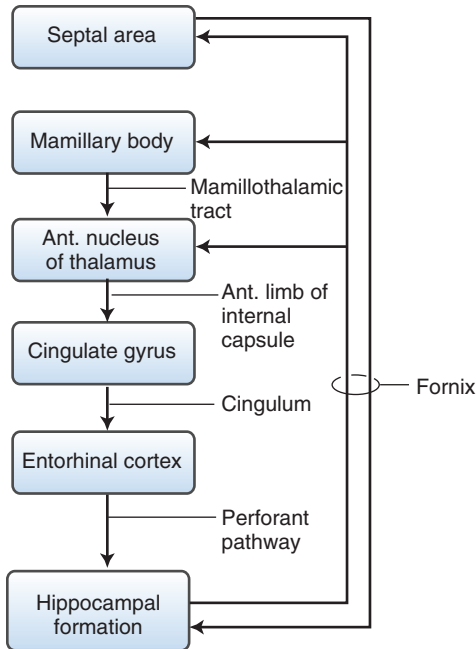 Septal area
Mamillary body
Mamillothalamic
tract
Ant. nucleus
of thalamus
Ant. limb of
internal
capsule
Cingulate gyrus
Fornix
Cingulum
Entorhinal cortex
Perforant
pathway
Hippocampal
formation